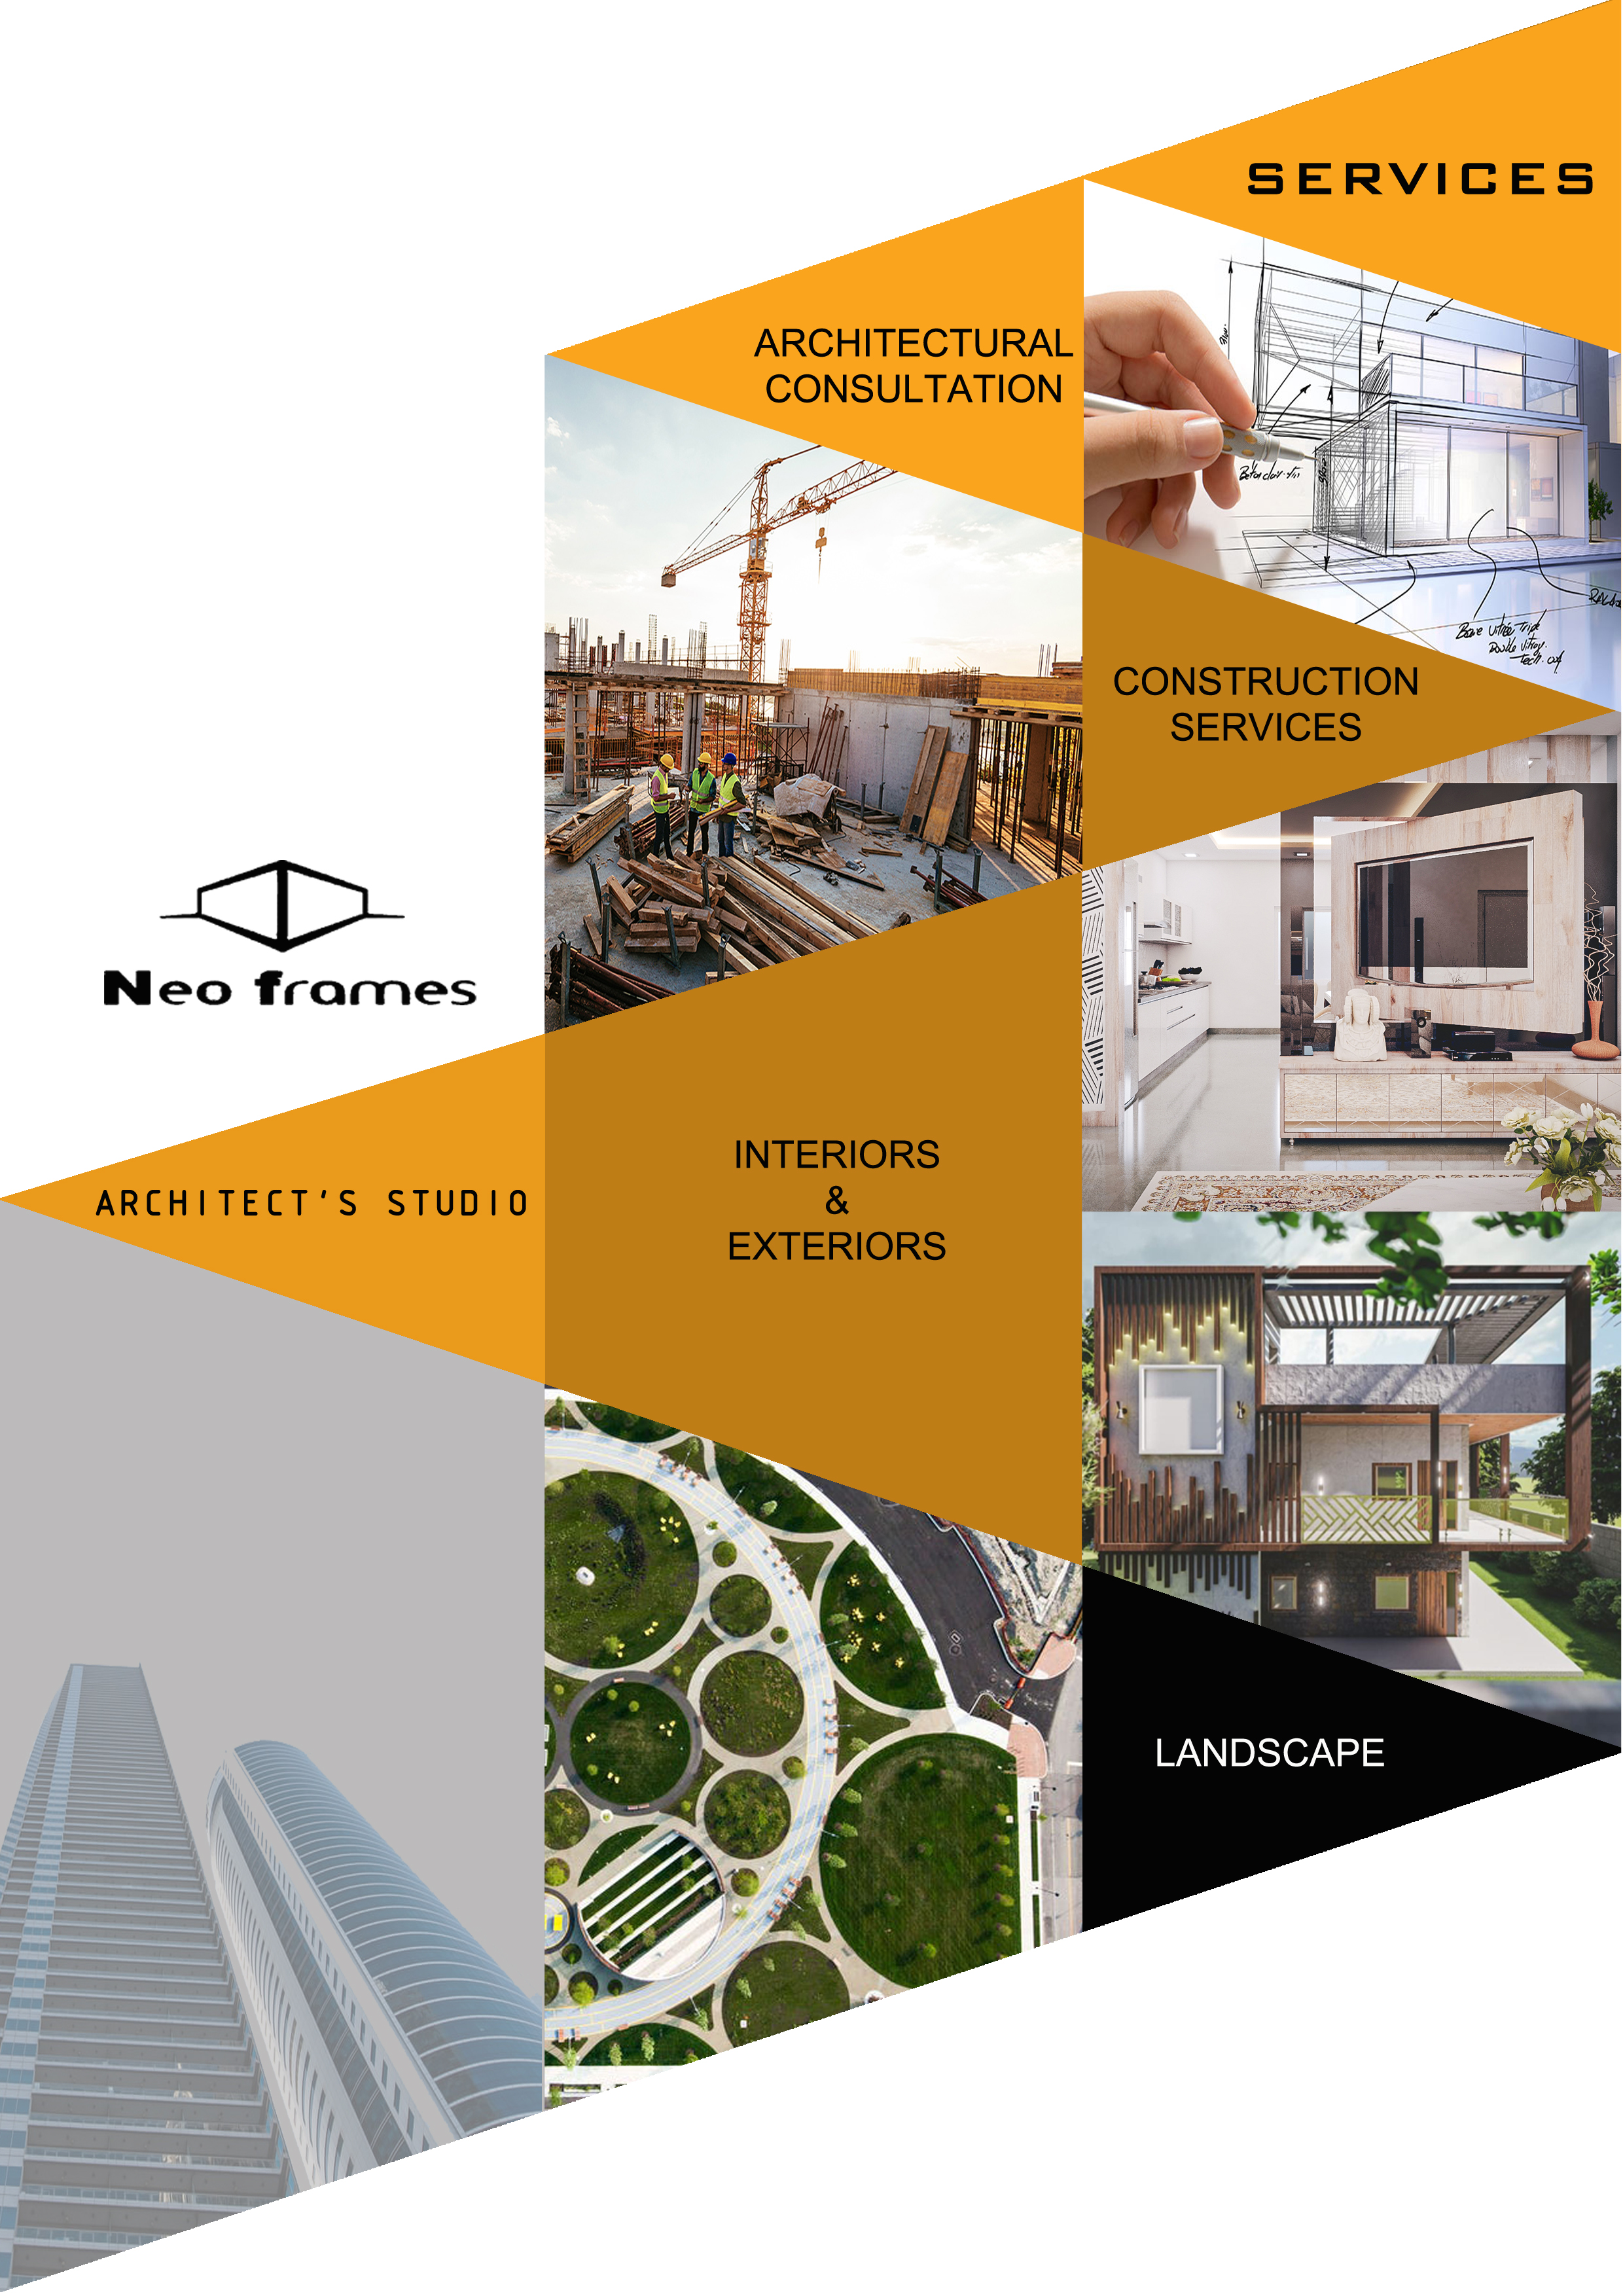 SERVICES
ARCHITECTURAL
CONSULTATION
CONSTRUCTION
SERVICES
Neo frames
ARCHITECT'S STUDIO
INTERIORS
&
EXTERIORS
LANDSCAPE